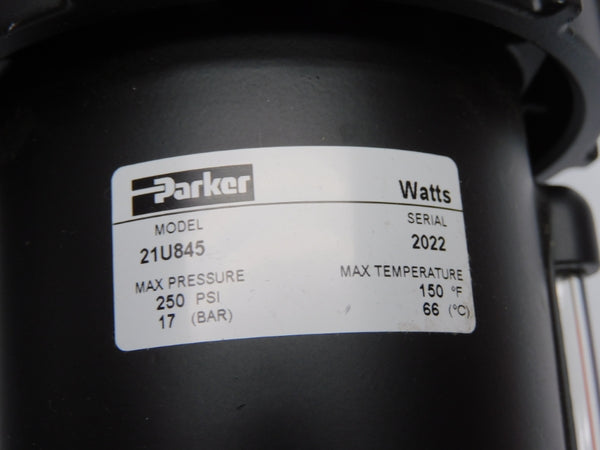 Parker Watts
MODEL SERIAL
21U845 2022
MAX PRESSURE MAX TEMPERATURE
250 PSI 150 °F
17 (BAR) 66 (°C)